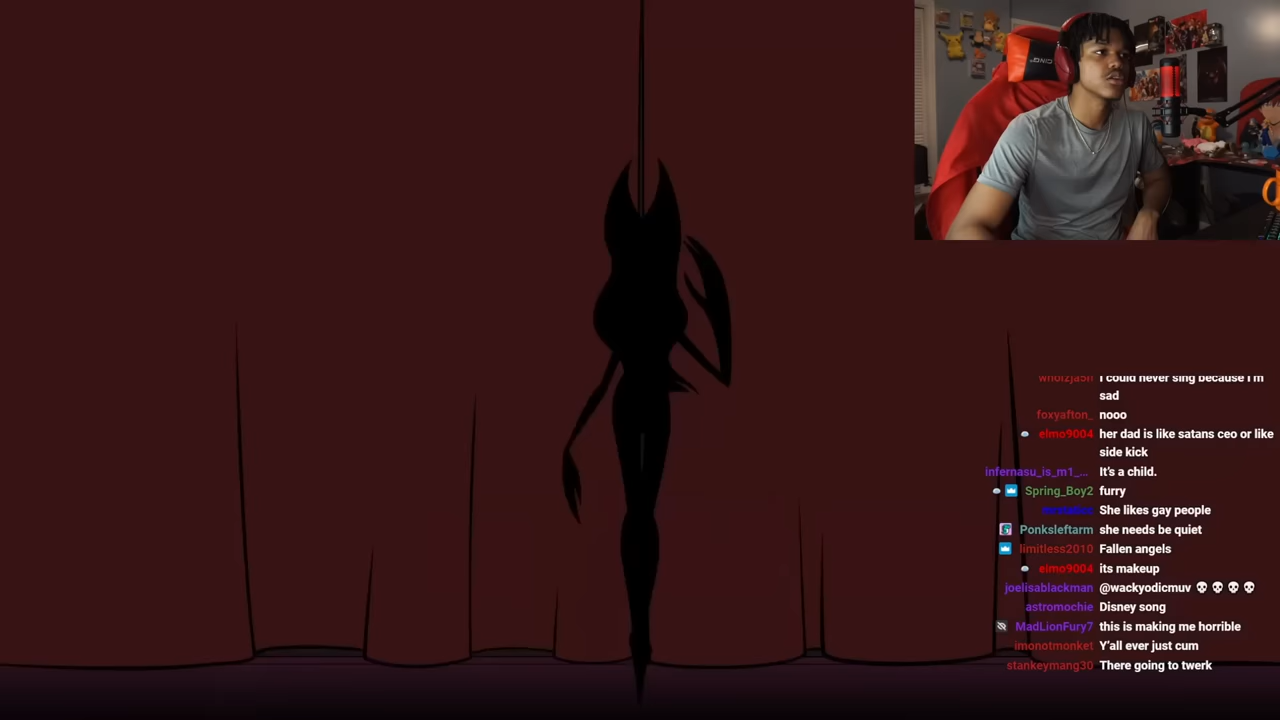 I could never sing because I'm
sad
foxyafton_ nooo
elmo9004 her dad is like satans ceo or like
side kick
infernasu_is_m1_... It's a child.
Spring_Boy2 furry
She likes gay people
Ponksleftarm she needs be quiet
limitless2010 Fallen angels
elmo9004 its makeup
joelisablackman @wackyodicmuv 💀💀💀💀
astromochie Disney song
MadLionFury7 this is making me horrible
imonotmonket Y'all ever just cum
stankeymang30 There going to twerk